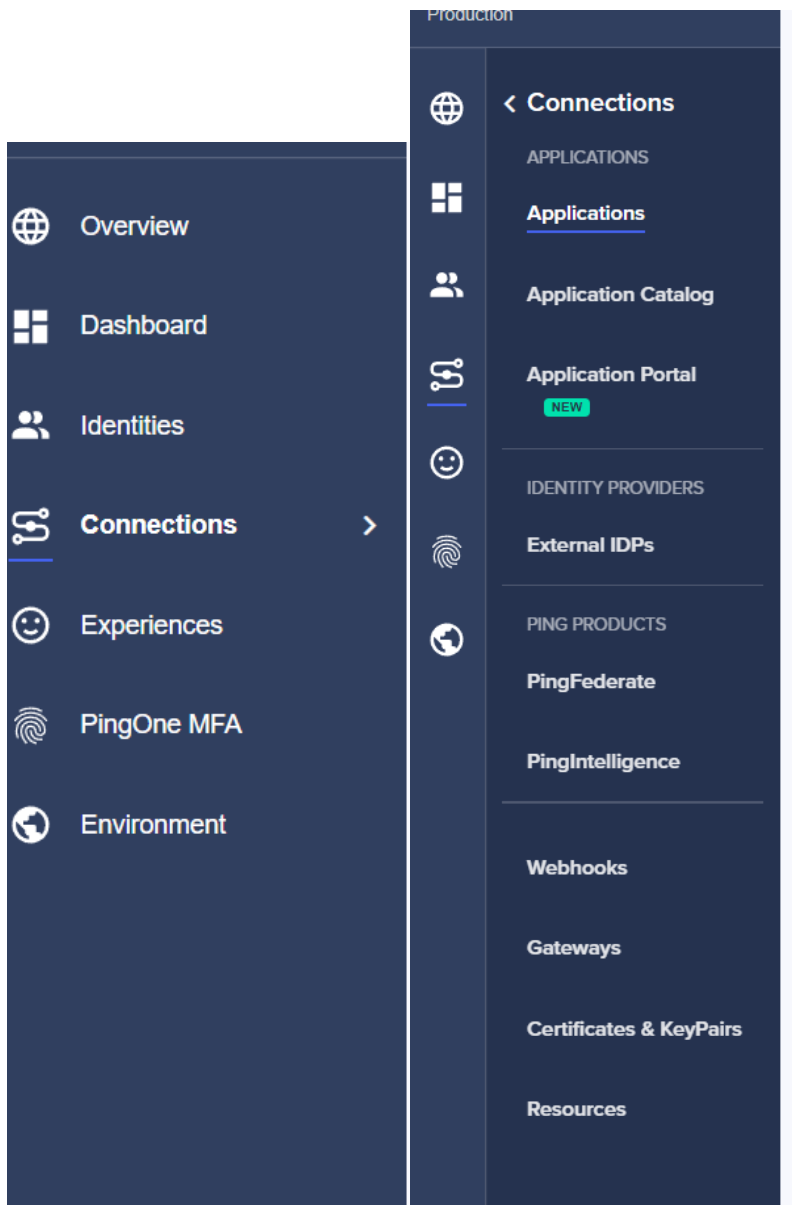 Overview
Dashboard
Identities
Connections
Experiences
PingOne MFA
Environment
Production
Connections
APPLICATIONS
Applications
Application Catalog
Application Portal
NEW
IDENTITY PROVIDERS
External IDPs
PING PRODUCTS
PingFederate
PingIntelligence
Webhooks
Gateways
Certificates & KeyPairs
Resources